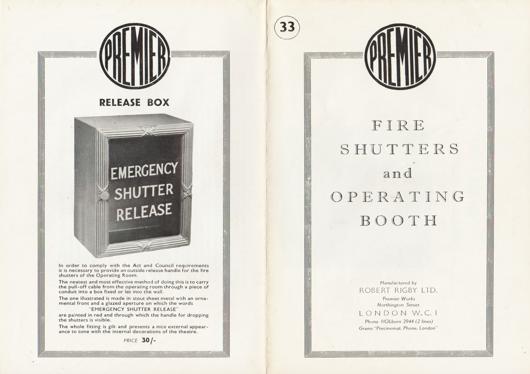 PREMIER
RELEASE BOX
EMERGENCY
SHUTTER
RELEASE
In order to comply with the Act and Council requirements
it is necessary to provide an outside release handle for the fire
shutters of the Operating Room.
The neatest and most effective method of doing this is to carry
the pull-off cable from the operating room through a piece of
conduit into a box fixed or let into the wall.
The one illustrated is made in stout sheet metal with an orna-
mental front and a glazed aperture on which the words
"EMERGENCY SHUTTER RELEASE"
are painted in red and through which the handle for dropping
the shutters is visible.
The whole fitting is gilt and presents a nice external appear-
ance to tone with the internal decorations of the theatre.
PRICE 30/-
33
PREMIER
FIRE
SHUTTERS
and
OPERATING
BOOTH
Manufactured by
ROBERT RIGBY LTD.
Premier Works
Northington Street
LONDON W.C.1
Phone HOLborn 2944 (2 lines)
Grams "Precinimat, Phone, London"